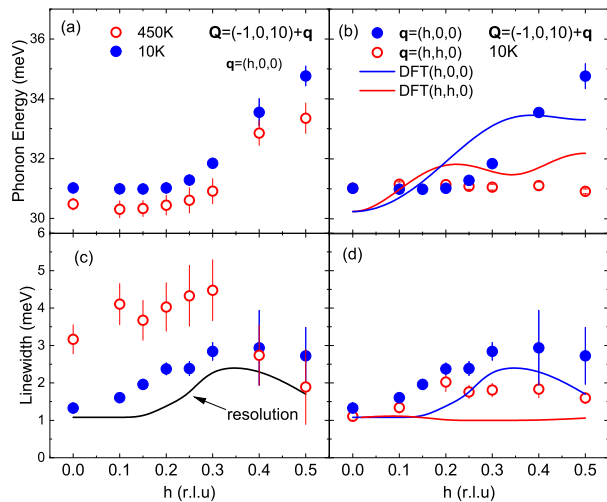 (a)
450K
10K
Q=(-1,0,10)+q
q=(h,0,0)
(b)
q=(h,0,0)
q=(h,h,0)
Q=(-1,0,10)+q
10K
DFT(h,0,0)
DFT(h,h,0)
Phonon Energy (meV)
36
34
32
30
(c)
resolution
(d)
Linewidth (meV)
6
5
4
3
2
1
0
0.0 0.1 0.2 0.3 0.4 0.5
0.0 0.1 0.2 0.3 0.4 0.5
h (r.l.u)
h (r.l.u)